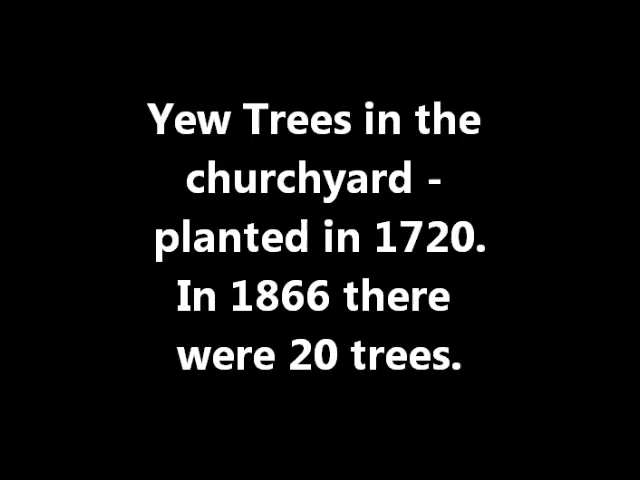 Yew Trees in the
churchyard -
planted in 1720.
In 1866 there
were 20 trees.